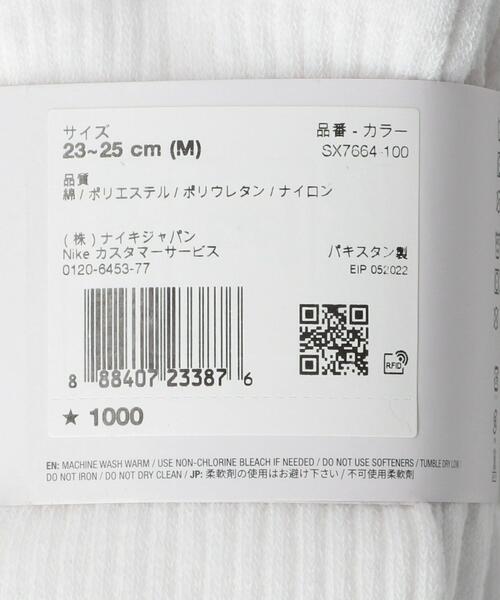 サイズ
23~25 cm (M)
品番 - カラー
SX7664-100
品質
綿 / ポリエステル / ポリウレタン / ナイロン
(株) ナイキジャパン
Nike カスタマーサービス
0120-6453-77
パキスタン製
EIP 052022
RFID
8 88407 23387 6
★ 1000
EN: MACHINE WASH WARM / USE NON-CHLORINE BLEACH IF NEEDED / DO NOT USE SOFTENERS / TUMBLE DRY LOW
DO NOT IRON / DO NOT DRY CLEAN / JP: 柔軟剤の使用はお避け下さい / 不可使用柔軟劑